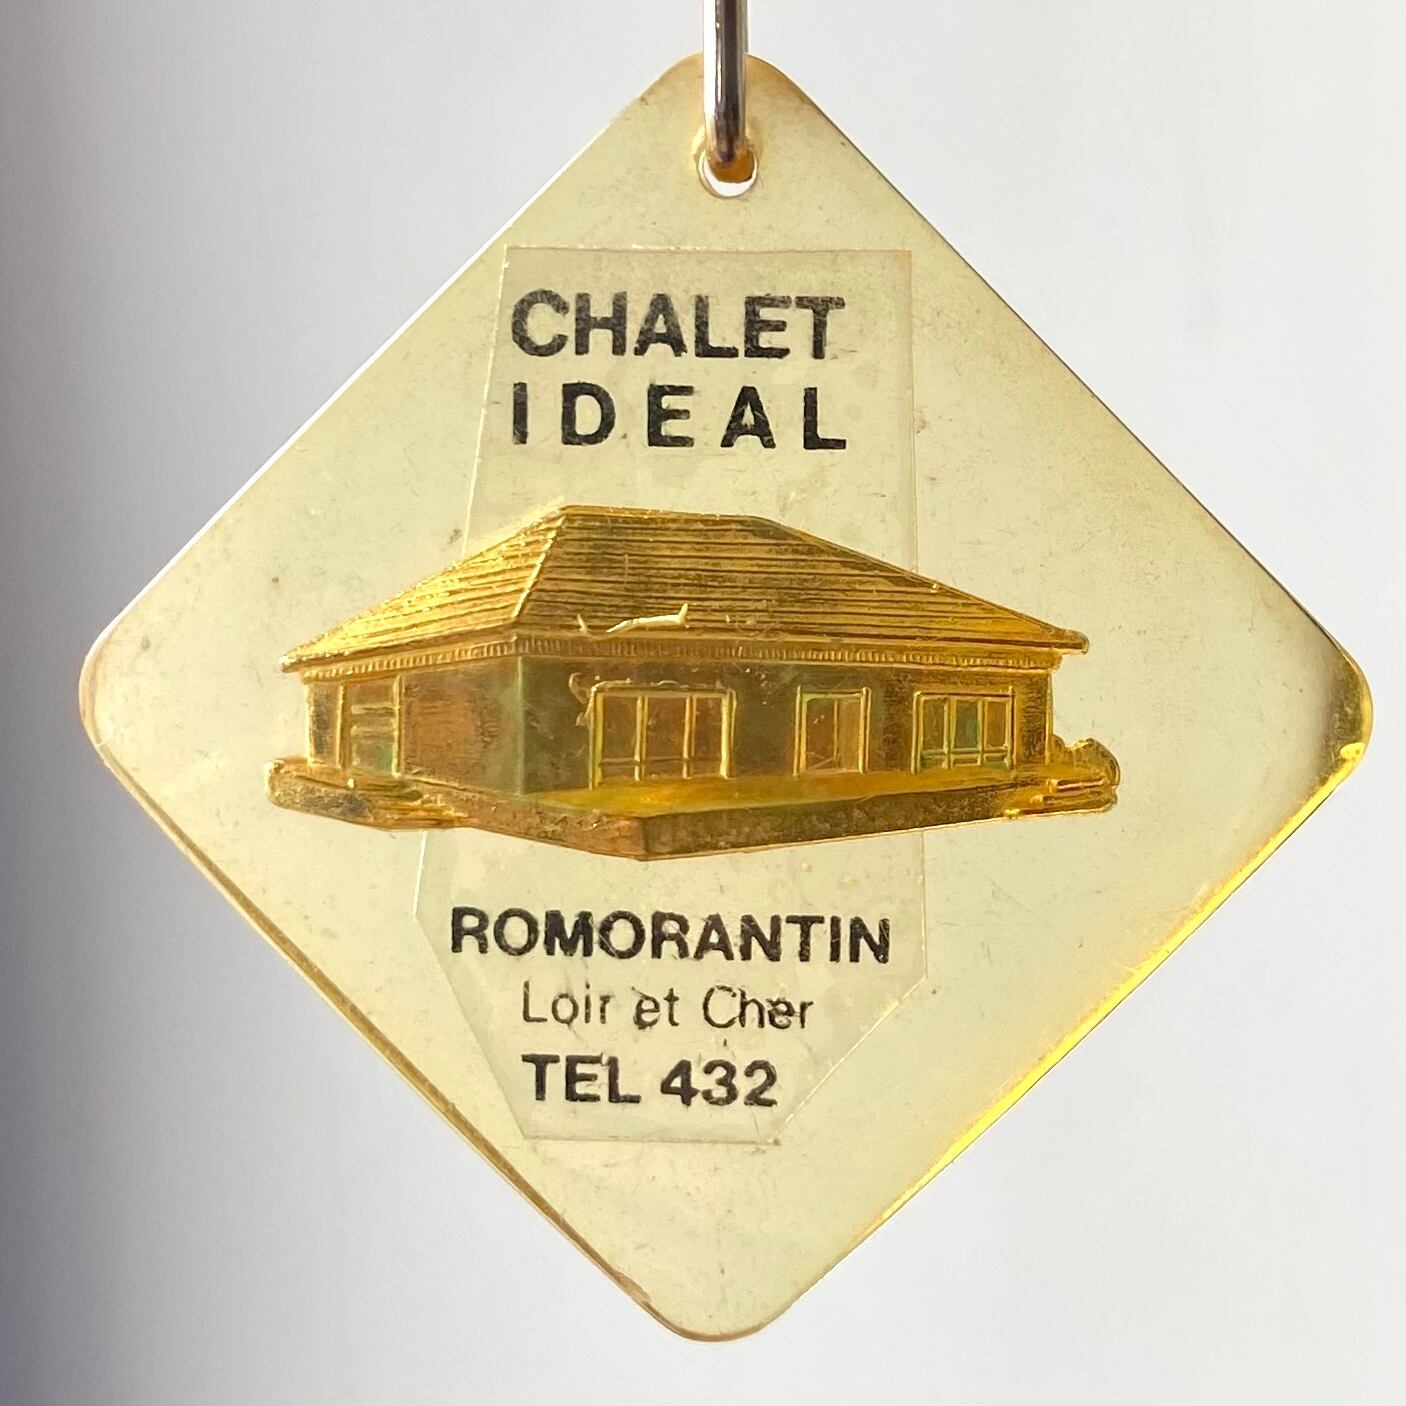 CHALET
IDEAL
ROMORANTIN
Loir et Cher
TEL 432